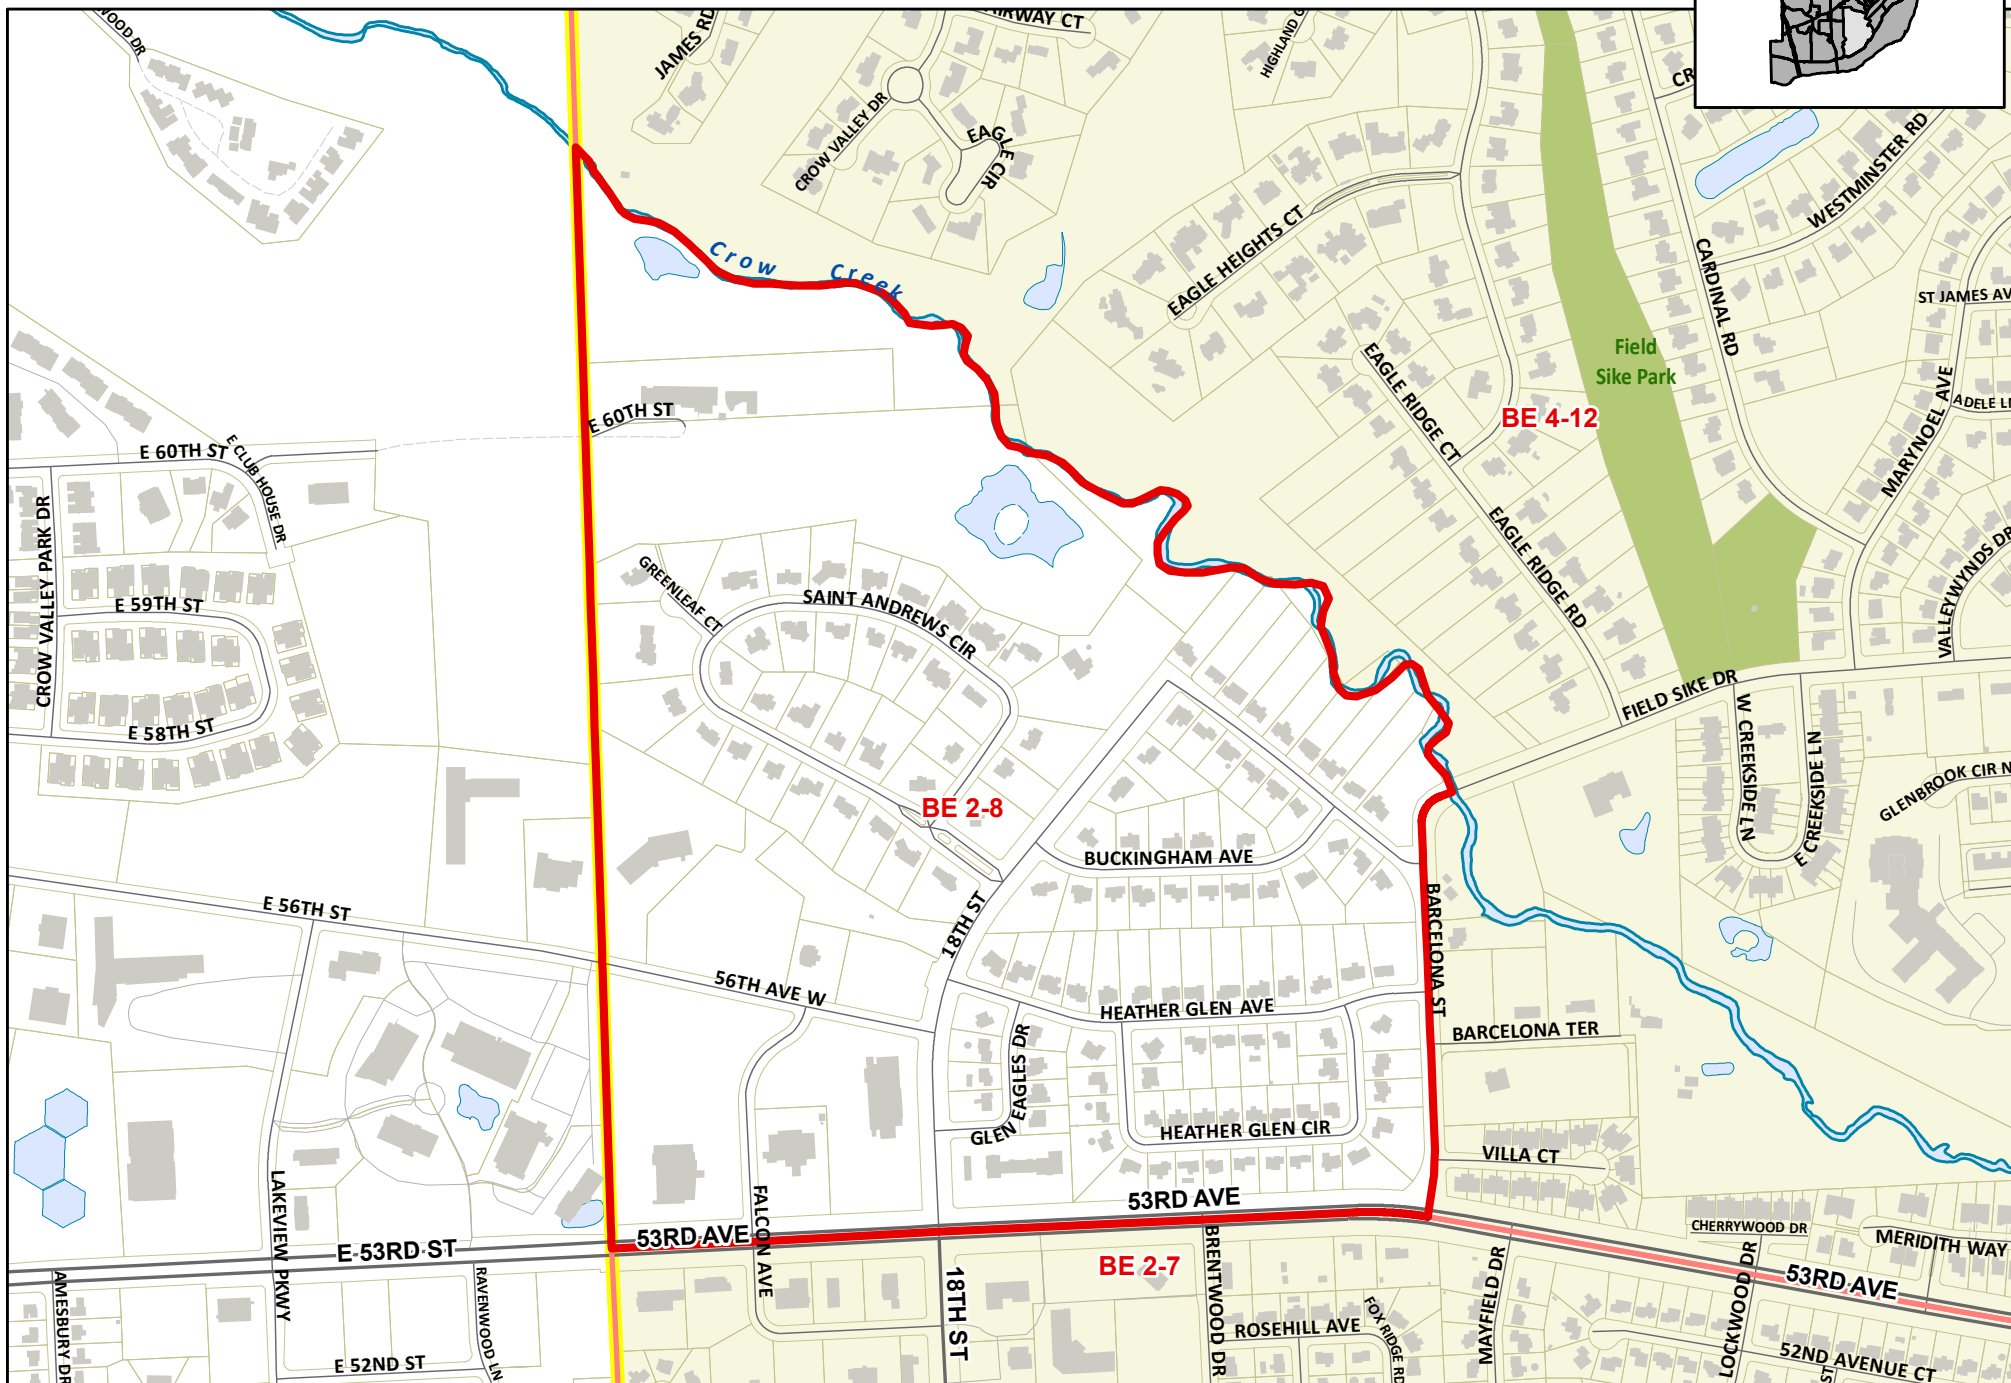 WOOD DR
JAMES RD
AIRWAY CT
HIGHLAND
CR
CROW VALLEY DR
EAGLE CIR
WESTMINSTER RD
Crow Creek
EAGLE HEIGHTS CT
CARDINAL RD
ST JAMES AV
Field
Sike Park
EAGLE RIDGE CT
BE 4-12
MARYNOEL AVE
ADELE LN
E 60TH ST
E 60TH ST
E CLUB HOUSE DR
CROW VALLEY PARK DR
EAGLE RIDGE RD
VALLEYWYNDS DR
GREENLEAF CT
SAINT ANDREWS CIR
E 59TH ST
E 58TH ST
FIELD SIKE DR
W CREEKSIDE LN
E CREEKSIDE LN
GLENBROOK CIR N
BE 2-8
BUCKINGHAM AVE
18TH ST
BARCELONA ST
E 56TH ST
56TH AVE W
HEATHER GLEN AVE
BARCELONA TER
GLEN EAGLES DR
HEATHER GLEN CIR
VILLA CT
LAKEVIEW PKWY
FALCON AVE
53RD AVE
53RD AVE
E 53RD ST
CHERRYWOOD DR
MERIDITH WAY
BE 2-7
BRENTWOOD DR
MAYFIELD DR
LOCKWOOD DR
53RD AVE
AMESBURY DR
RAVENWOOD LN
18TH ST
ROSEHILL AVE
FOX RIDGE RD
E 52ND ST
52ND AVENUE CT
ST